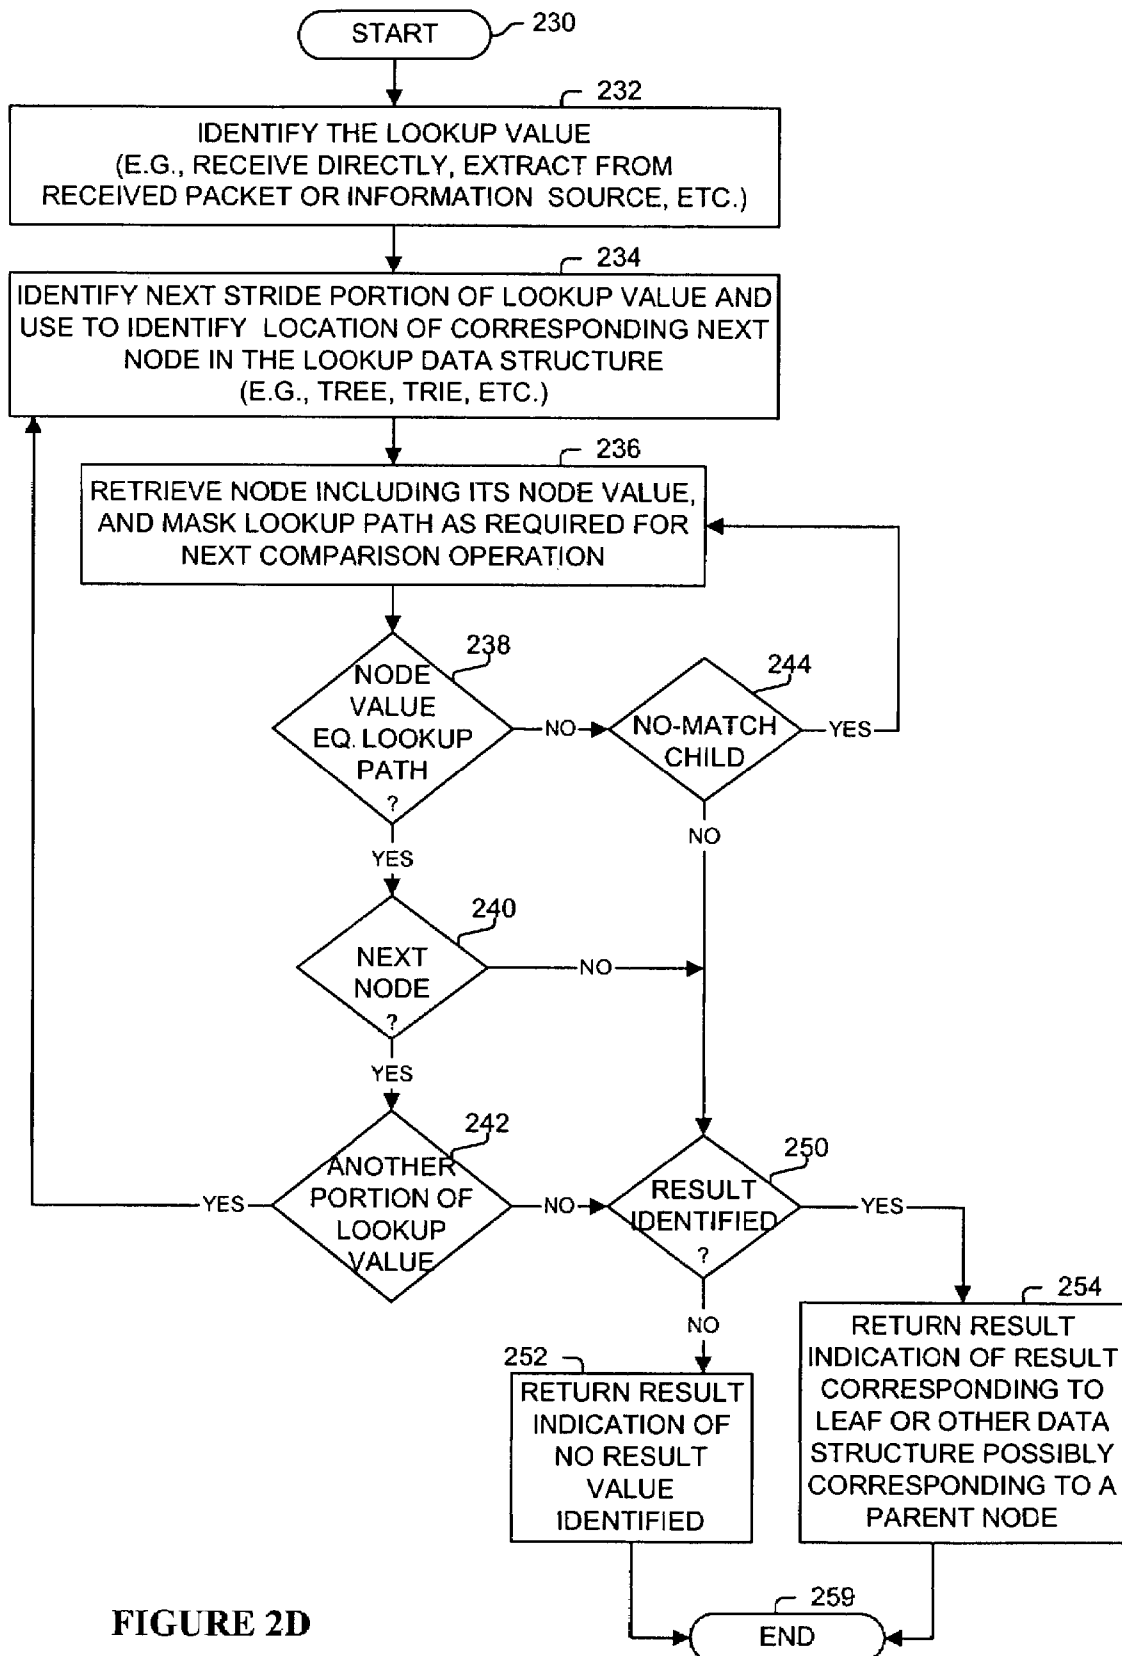 START
230
232
IDENTIFY THE LOOKUP VALUE
(E.G., RECEIVE DIRECTLY, EXTRACT FROM
RECEIVED PACKET OR INFORMATION SOURCE, ETC.)
234
IDENTIFY NEXT STRIDE PORTION OF LOOKUP VALUE AND
USE TO IDENTIFY LOCATION OF CORRESPONDING NEXT
NODE IN THE LOOKUP DATA STRUCTURE
(E.G., TREE, TRIE, ETC.)
236
RETRIEVE NODE INCLUDING ITS NODE VALUE,
AND MASK LOOKUP PATH AS REQUIRED FOR
NEXT COMPARISON OPERATION
238
NODE
VALUE
EQ. LOOKUP
PATH
?
NO
244
NO-MATCH
CHILD
YES
NO
YES
240
NEXT
NODE
?
NO
YES
242
ANOTHER
PORTION OF
LOOKUP
VALUE
YES
NO
250
RESULT
IDENTIFIED
?
YES
NO
252
RETURN RESULT
INDICATION OF
NO RESULT
VALUE
IDENTIFIED
254
RETURN RESULT
INDICATION OF RESULT
CORRESPONDING TO
LEAF OR OTHER DATA
STRUCTURE POSSIBLY
CORRESPONDING TO A
PARENT NODE
259
END
FIGURE 2D